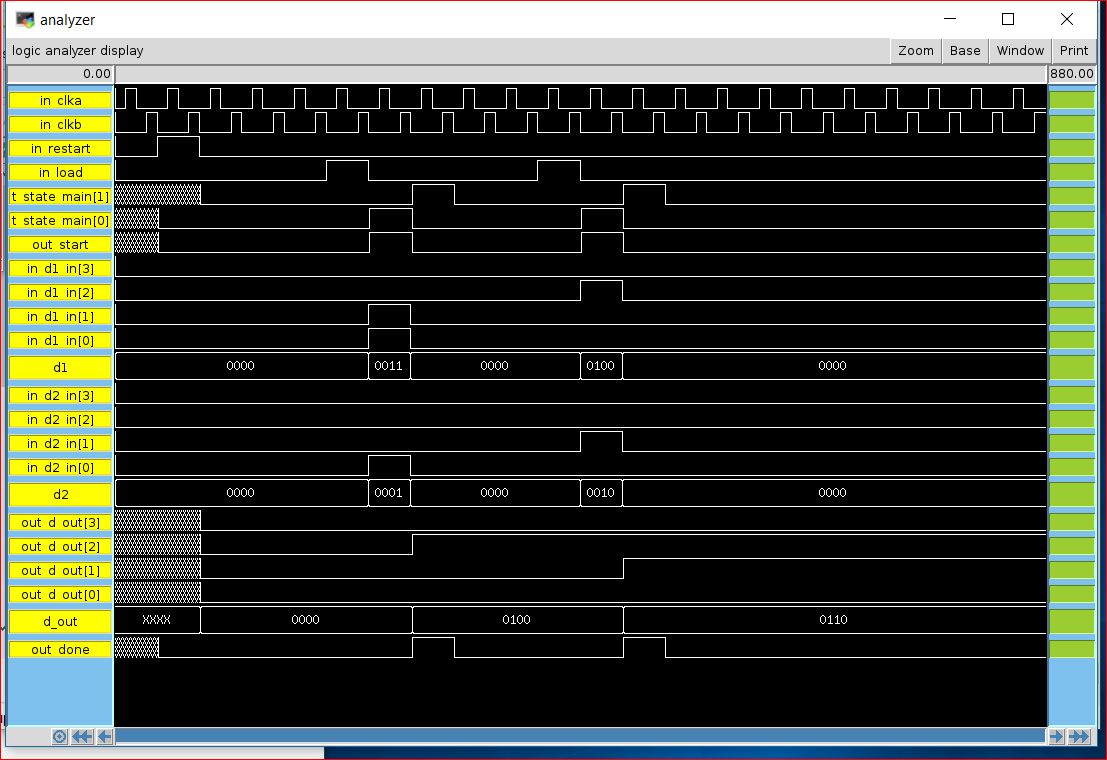 analyzer
logic analyzer display Zoom Base Window Print
0.00 880.00
in clka
in clkb
in restart
in load
t state main[1]
t state main[0]
out start
in d1 in[3]
in d1 in[2]
in d1 in[1]
in d1 in[0]
d1 0000 0011 0000 0100 0000
in d2 in[3]
in d2 in[2]
in d2 in[1]
in d2 in[0]
d2 0000 0001 0000 0010 0000
out d out[3]
out d out[2]
out d out[1]
out d out[0]
d_out XXXX 0000 0100 0110
out done